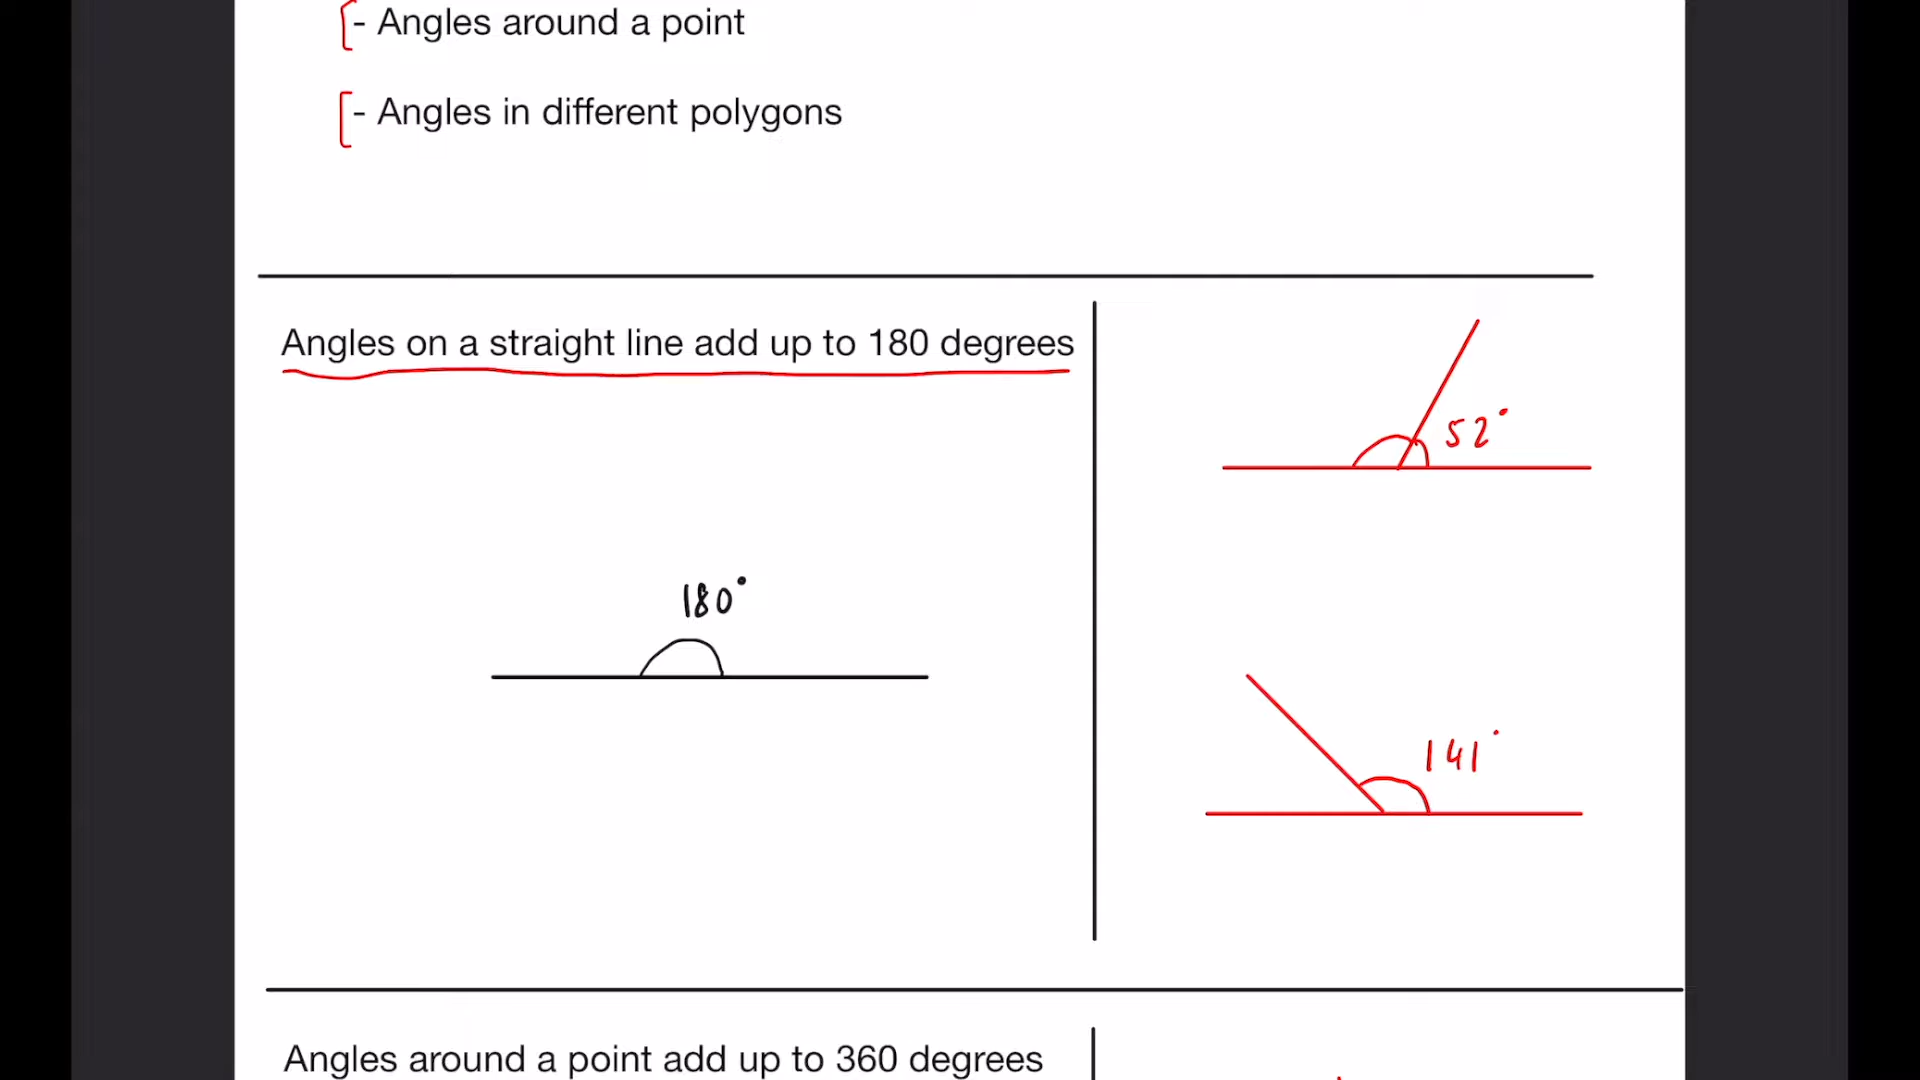 - Angles around a point
- Angles in different polygons
Angles on a straight line add up to 180 degrees
52°
180°
141°
Angles around a point add up to 360 degrees